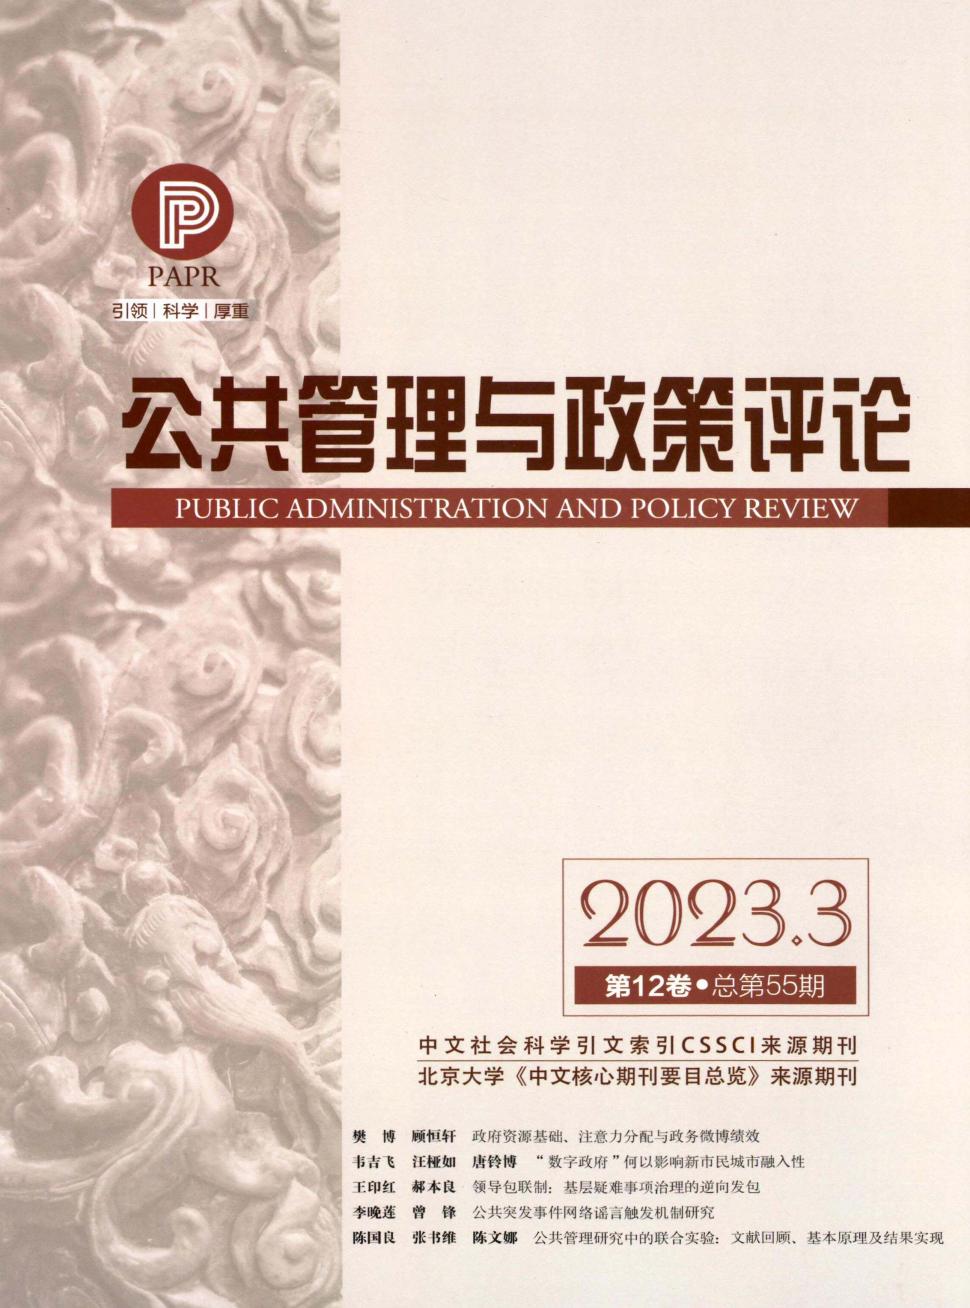 PAPR
引领|科学|厚重
公共管理与政策评论
PUBLIC ADMINISTRATION AND POLICY REVIEW
2023.3
第12卷•总第55期
中文社会科学引文索引CSSCI来源期刊
北京大学《中文核心期刊要目总览》来源期刊
樊 博 顾恒轩 政府资源基础、注意力分配与政务微博绩效
韦吉飞 汪桠如 唐铃博 “数字政府”何以影响新市民城市融入性
王印红 郝本良 领导包联制：基层疑难事项治理的逆向发包
李晚莲 曾 锋 公共突发事件网络谣言触发机制研究
陈国良 张书维 陈文娜 公共管理研究中的联合实验：文献回顾、基本原理及结果实现